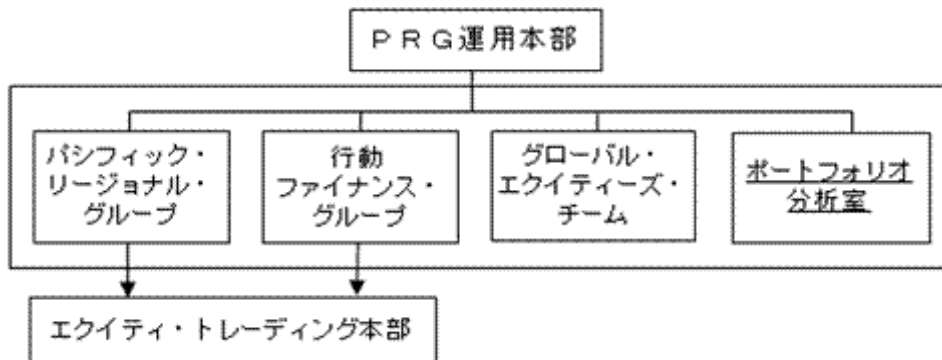 ＰＲＧ運用本部
パシフィック・
リージョナル・
グループ
行動
ファイナンス・
グループ
グローバル・
エクイティーズ・
チーム
ポートフォリオ
分析室
エクイティ・トレーディング本部